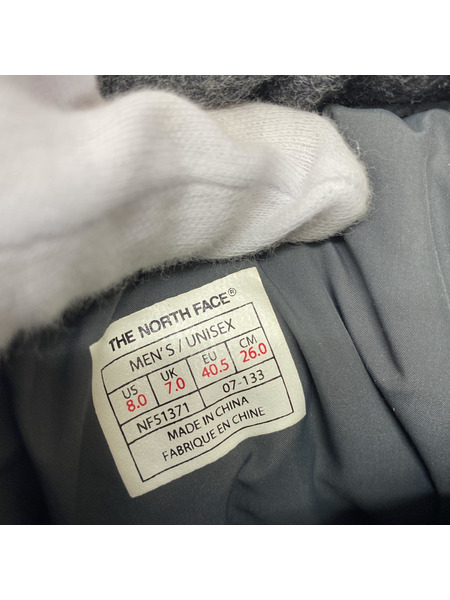 THE NORTH FACE®
MEN'S / UNISEX
US UK EU CM
8.0 7.0 40.5 26.0
NF51371 07-133
MADE IN CHINA
FABRIQUE EN CHINE